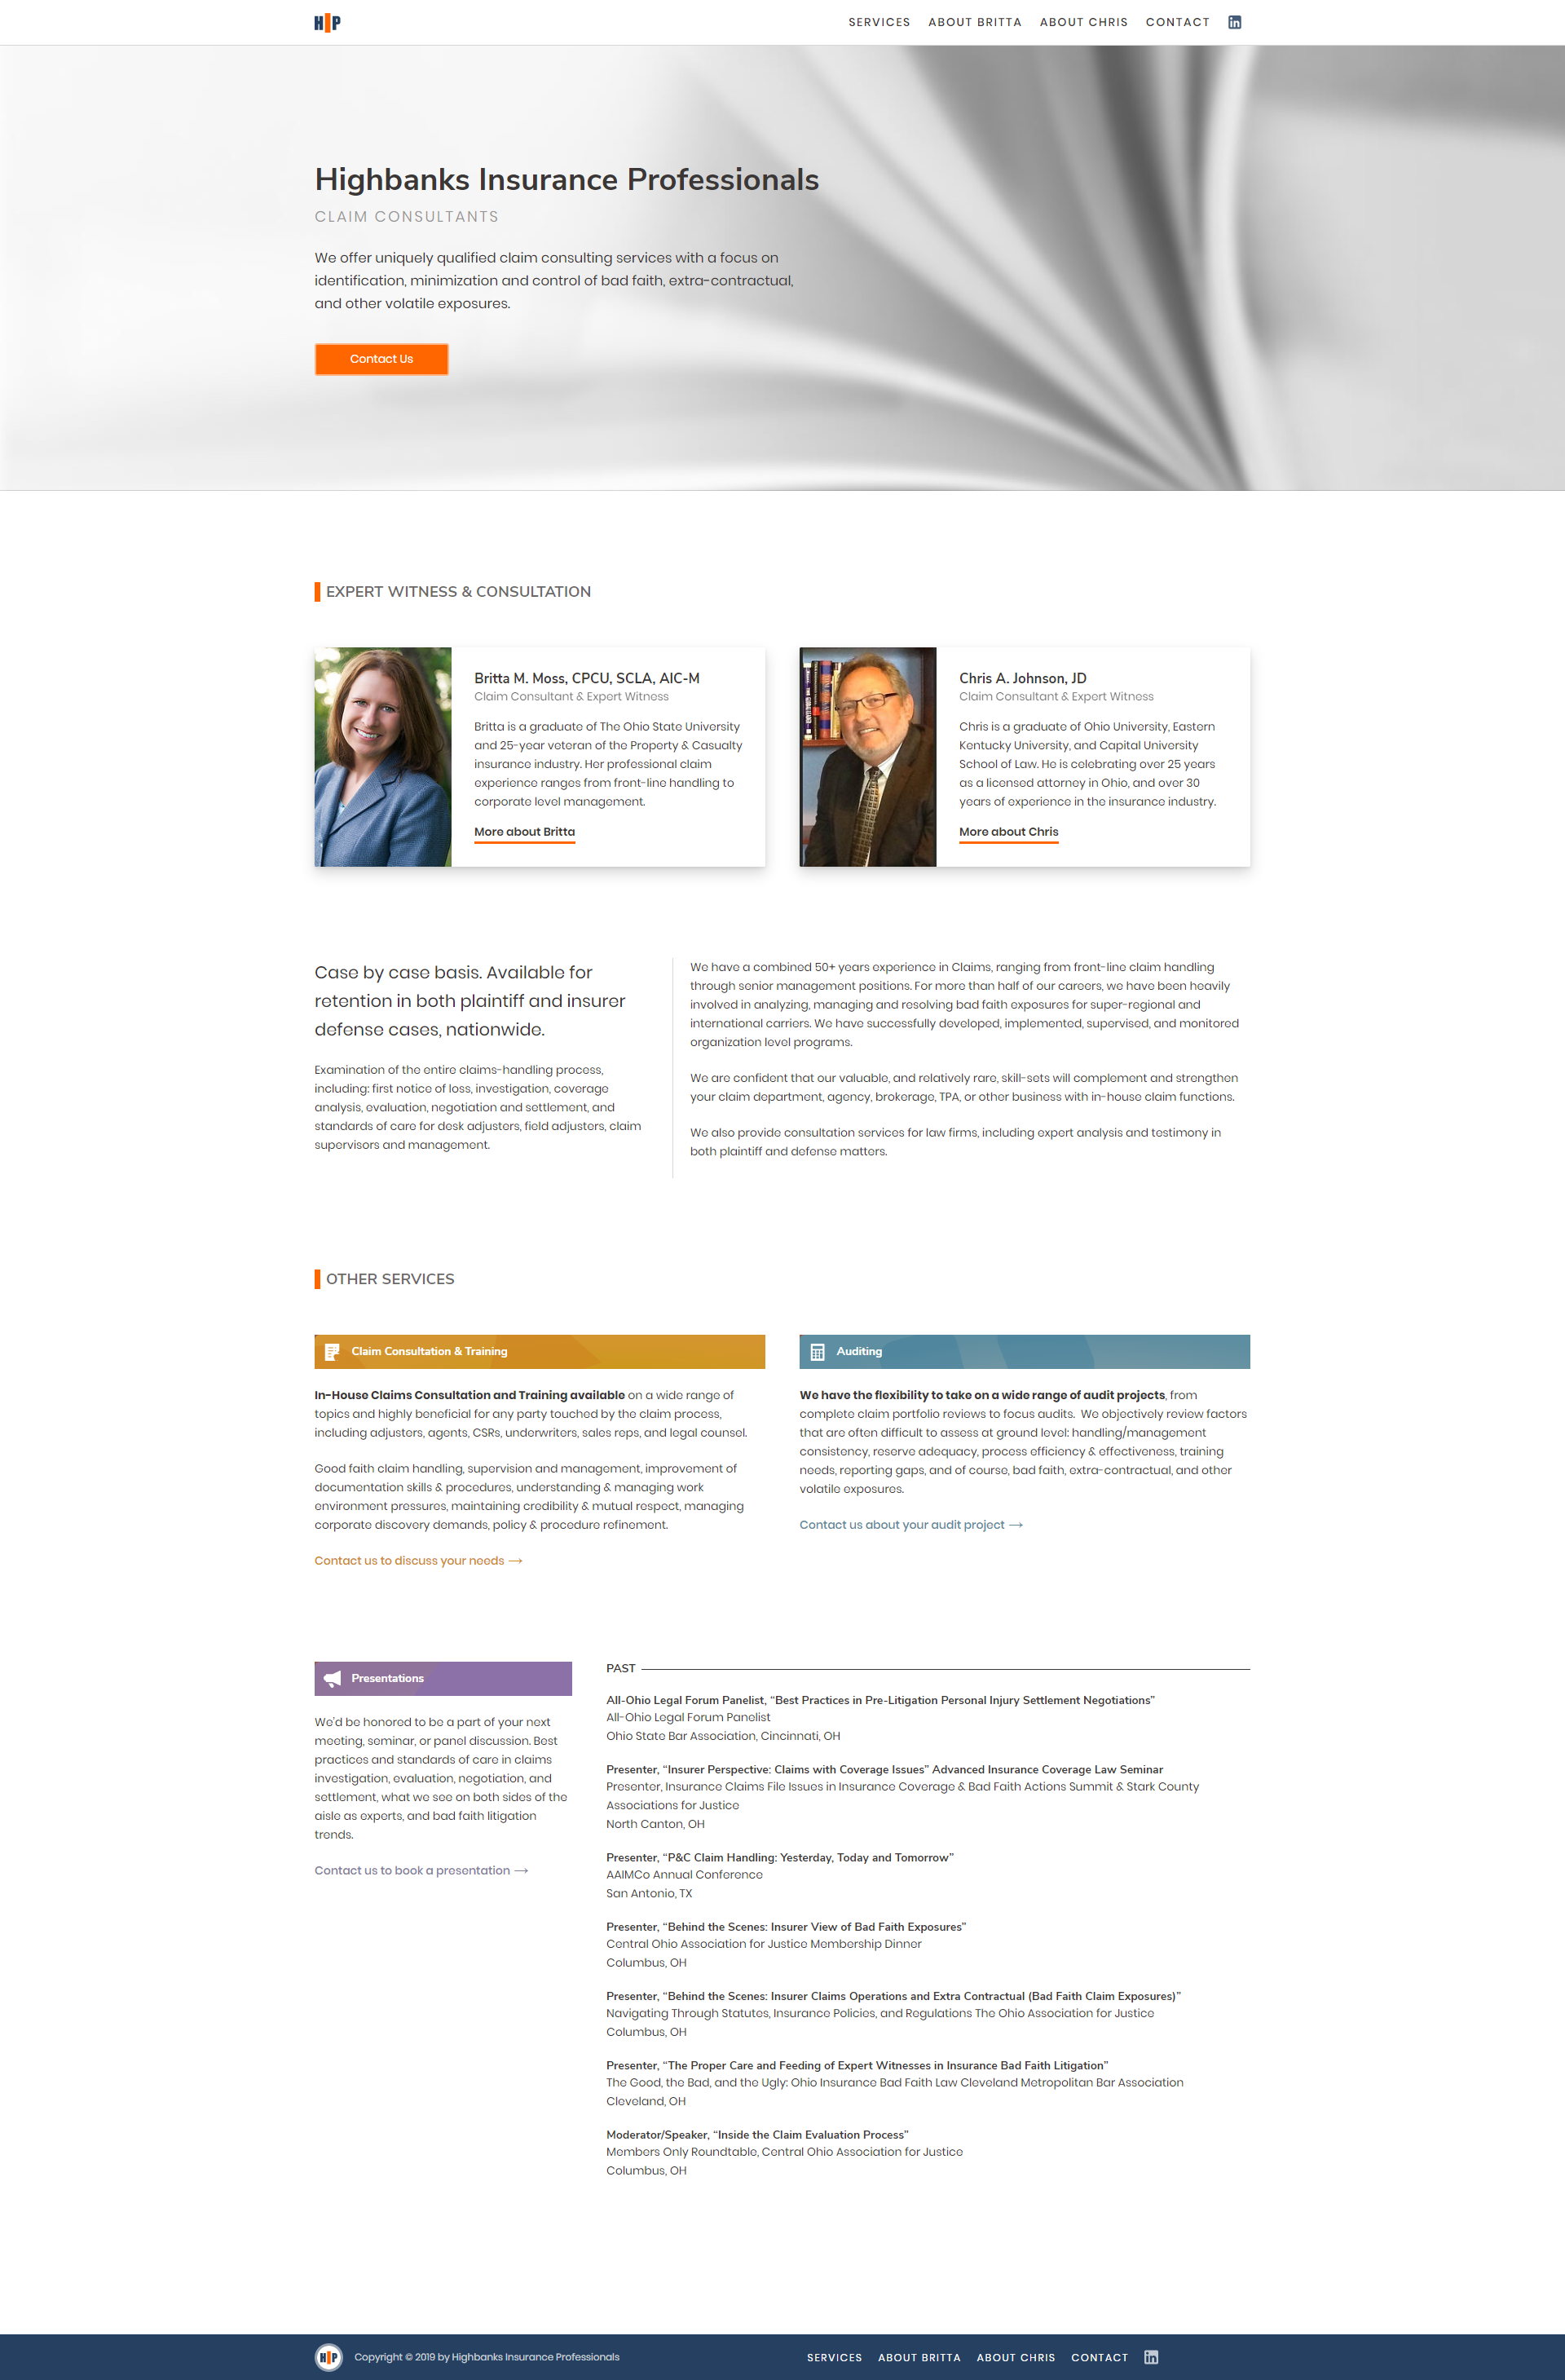 HIP
SERVICES ABOUT BRITTA ABOUT CHRIS CONTACT in
Highbanks Insurance Professionals
CLAIM CONSULTANTS
We offer uniquely qualified claim consulting services with a focus on
identification, minimization and control of bad faith, extra-contractual,
and other volatile exposures.
Contact Us
EXPERT WITNESS & CONSULTATION
Britta M. Moss, CPCU, SCLA, AIC-M
Claim Consultant & Expert Witness
Britta is a graduate of The Ohio State University
and 25-year veteran of the Property & Casualty
insurance industry. Her professional claim
experience ranges from front-line handling to
corporate level management.
More about Britta
Chris A. Johnson, JD
Claim Consultant & Expert Witness
Chris is a graduate of Ohio University, Eastern
Kentucky University, and Capital University
School of Law. He is celebrating over 25 years
as a licensed attorney in Ohio, and over 30
years of experience in the insurance industry.
More about Chris
Case by case basis. Available for
retention in both plaintiff and insurer
defense cases, nationwide.
Examination of the entire claims-handling process,
including: first notice of loss, investigation, coverage
analysis, evaluation, negotiation and settlement, and
standards of care for desk adjusters, field adjusters, claim
supervisors and management.
We have a combined 50+ years experience in Claims, ranging from front-line claim handling
through senior management positions. For more than half of our careers, we have been heavily
involved in analyzing, managing and resolving bad faith exposures for super-regional and
international carriers. We have successfully developed, implemented, supervised, and monitored
organization level programs.
We are confident that our valuable, and relatively rare, skill-sets will complement and strengthen
your claim department, agency, brokerage, TPA, or other business with in-house claim functions.
We also provide consultation services for law firms, including expert analysis and testimony in
both plaintiff and defense matters.
OTHER SERVICES
Claim Consultation & Training
In-House Claims Consultation and Training available on a wide range of
topics and highly beneficial for any party touched by the claim process,
including adjusters, agents, CSRs, underwriters, sales reps, and legal counsel.
Good faith claim handling, supervision and management, improvement of
documentation skills & procedures, understanding & managing work
environment pressures, maintaining credibility & mutual respect, managing
corporate discovery demands, policy & procedure refinement.
Contact us to discuss your needs →
Auditing
We have the flexibility to take on a wide range of audit projects, from
complete claim portfolio reviews to focus audits. We objectively review factors
that are often difficult to assess at ground level: handling/management
consistency, reserve adequacy, process efficiency & effectiveness, training
needs, reporting gaps, and of course, bad faith, extra-contractual, and other
volatile exposures.
Contact us about your audit project →
Presentations
We'd be honored to be a part of your next
meeting, seminar, or panel discussion. Best
practices and standards of care in claims
investigation, evaluation, negotiation, and
settlement, what we see on both sides of the
aisle as experts, and bad faith litigation
trends.
Contact us to book a presentation →
PAST
All-Ohio Legal Forum Panelist, “Best Practices in Pre-Litigation Personal Injury Settlement Negotiations”
All-Ohio Legal Forum Panelist
Ohio State Bar Association, Cincinnati, OH
Presenter, “Insurer Perspective: Claims with Coverage Issues” Advanced Insurance Coverage Law Seminar
Presenter, Insurance Claims File Issues in Insurance Coverage & Bad Faith Actions Summit & Stark County
Associations for Justice
North Canton, OH
Presenter, “P&C Claim Handling: Yesterday, Today and Tomorrow”
AAIMCo Annual Conference
San Antonio, TX
Presenter, “Behind the Scenes: Insurer View of Bad Faith Exposures”
Central Ohio Association for Justice Membership Dinner
Columbus, OH
Presenter, “Behind the Scenes: Insurer Claims Operations and Extra Contractual (Bad Faith Claim Exposures)”
Navigating Through Statutes, Insurance Policies, and Regulations The Ohio Association for Justice
Columbus, OH
Presenter, “The Proper Care and Feeding of Expert Witnesses in Insurance Bad Faith Litigation”
The Good, the Bad, and the Ugly: Ohio Insurance Bad Faith Law Cleveland Metropolitan Bar Association
Cleveland, OH
Moderator/Speaker, “Inside the Claim Evaluation Process”
Members Only Roundtable, Central Ohio Association for Justice
Columbus, OH
HIP Copyright © 2019 by Highbanks Insurance Professionals
SERVICES ABOUT BRITTA ABOUT CHRIS CONTACT in